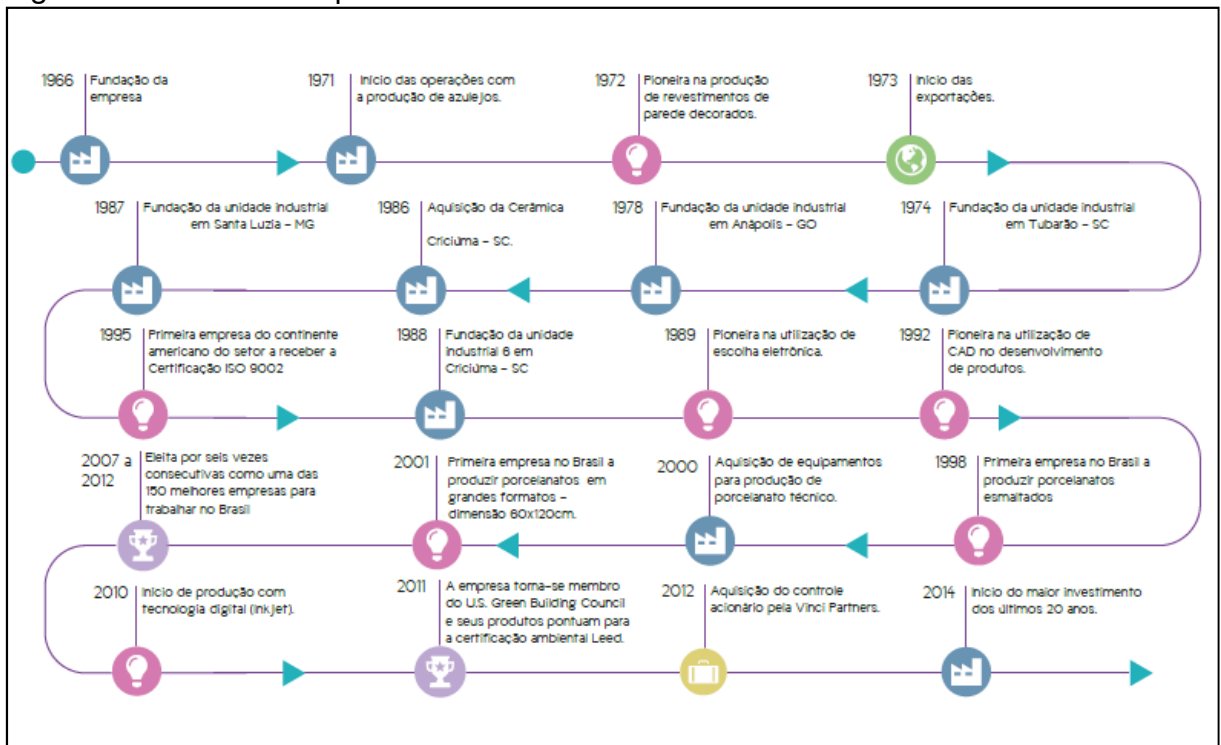 1966
Fundação da
empresa
1971
Início das operações com
a produção de azulejos.
1972
Pioneira na produção
de revestimentos de
parede decorados.
1973
Início das
exportações.
1987
Fundação da unidade industrial
em Santa Luzia – MG
1986
Aquisição da Cerâmica
Criciúma – SC.
1978
Fundação da unidade industrial
em Anápolis – GO
1974
Fundação da unidade industrial
em Tubarão – SC
1995
Primeira empresa do continente
americano do setor a receber a
Certificação ISO 9002
1988
Fundação da unidade
industrial 6 em
Criciúma – SC
1989
Pioneira na utilização de
escolha eletrônica.
1992
Pioneira na utilização de
CAD no desenvolvimento
de produtos.
2007 a
2012
Eleita por seis vezes
consecutivas como uma das
150 melhores empresas para
trabalhar no Brasil
2001
Primeira empresa no Brasil a
produzir porcelanatos em
grandes formatos –
dimensão 60x120cm.
2000
Aquisição de equipamentos
para produção de
porcelanato técnico.
1998
Primeira empresa no Brasil a
produzir porcelanatos
esmaltados
2010
Início de produção com
tecnologia digital (inkjet).
2011
A empresa torna-se membro
do U.S. Green Building Council
e seus produtos pontuam para
a certificação ambiental Leed.
2012
Aquisição do controle
acionário pela Vinci Partners.
2014
Início do maior investimento
dos últimos 20 anos.